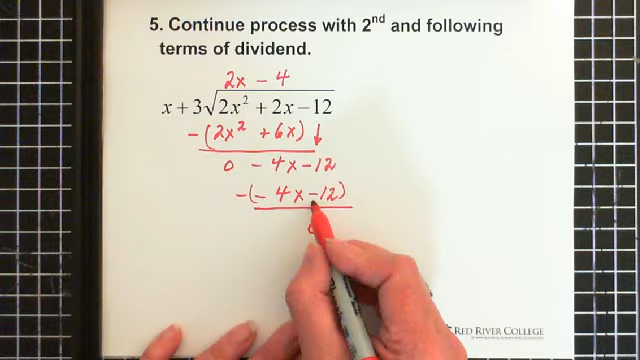 5. Continue process with 2nd and following
terms of dividend.
2x − 4
x + 3√2x² + 2x − 12
−(2x² + 6x) ↓
0 − 4x − 12
−(− 4x − 12)
RED RIVER COLLEGE